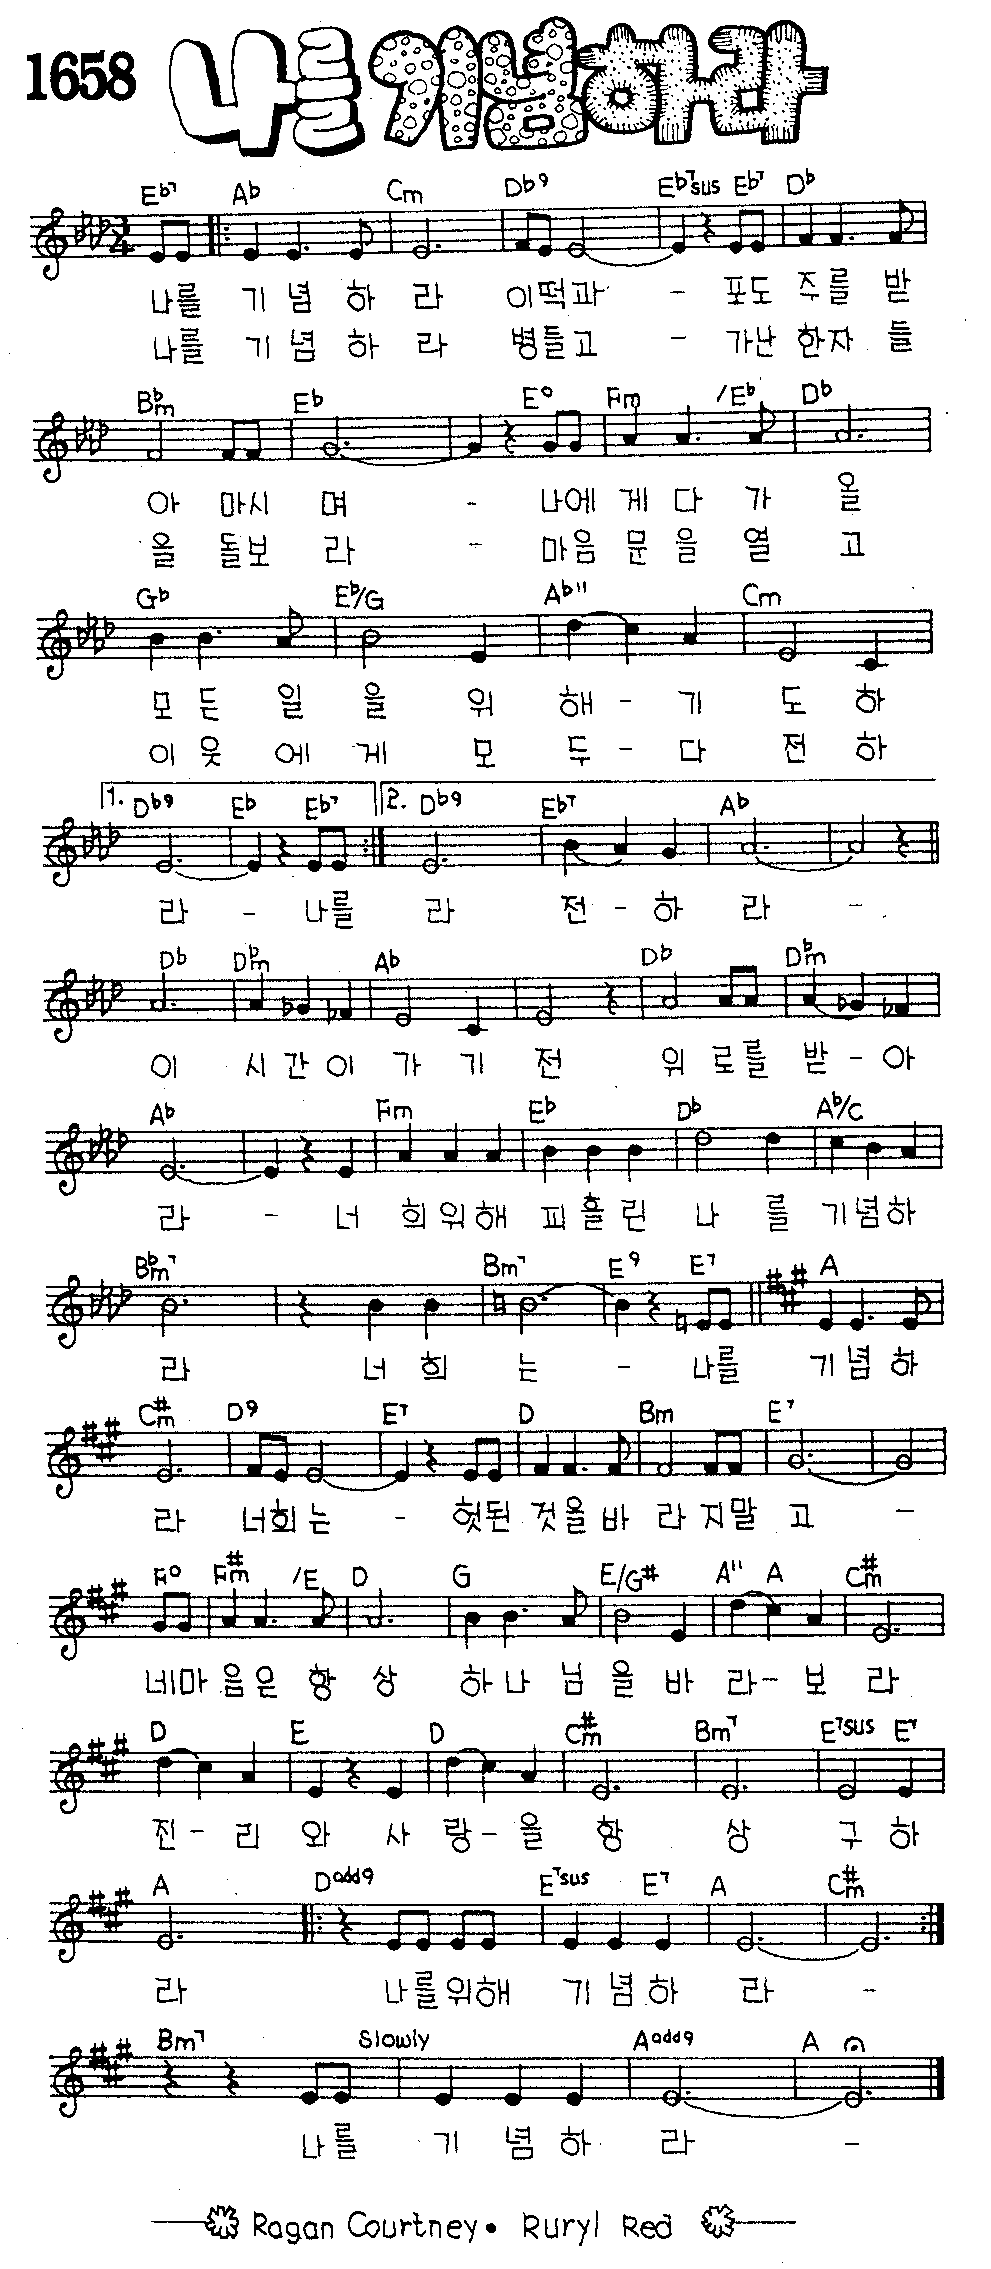 1658 나를 기념하라
E♭7 A♭ Cm D♭9 E♭7sus E♭7 D♭
나를 기 념 하 라 이떡과 - 포도 주를 받
나를 기 념 하 라 병들고 - 가난 한자 들
B♭m E♭ E° Fm /E♭ D♭
아 마시 며 - 나에 게 다 가 올
을 돌보 라 - 마음 문 을 열 고
G♭ E♭/G A♭11 Cm
모 든 일 을 위 해 - 기 도 하
이 웃 에 게 모 두 - 다 전 하
1. D♭9 E♭ E♭7 2. D♭9 E♭7 A♭
라 - 나를 라 전 - 하 라 -
D♭ D♭m A♭ D♭ D♭m
이 시 간 이 가 기 전 위 로를 받 - 아
A♭ Fm E♭ D♭ A♭/C
라 - 너 희위해 피 흘 린 나 를 기념하
B♭m7 Bm7 E9 E7 A
라 너 희 는 - 나를 기 념 하
C#m D9 E7 D Bm E7
라 너희는 - 헛된 것을 바 라 지말 고 -
F° F#m /E D G E/G# A11 A C#m
네마 음은 항 상 하 나 님 을 바 라 - 보 라
D E D C#m Bm7 E7sus E7
진 - 리 와 사 랑 - 을 항 상 구 하
A Dadd9 E7sus E7 A C#m
라 나를위해 기 념 하 라 -
Bm7 Slowly Aadd9 A
나를 기 념 하 라 -
Ragan Courtney • Ruryl Red